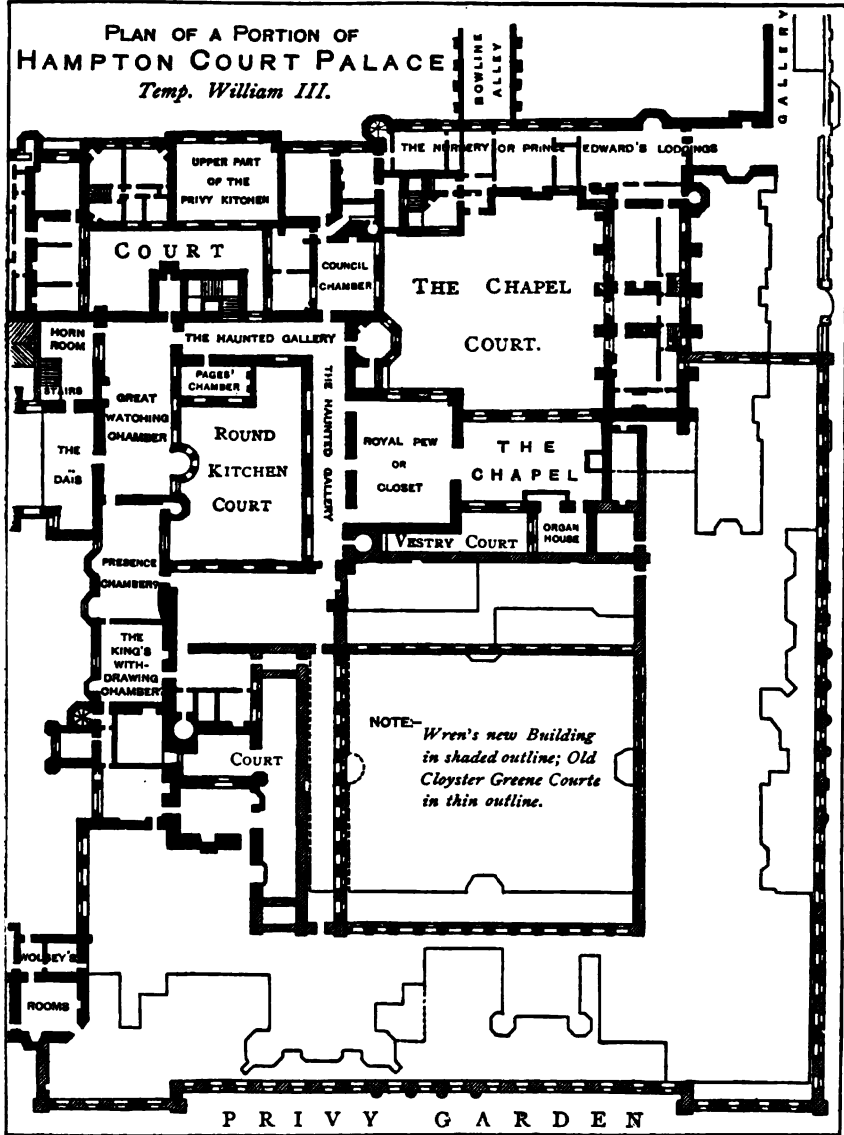 PLAN OF A PORTION OF
HAMPTON COURT PALACE
Temp. William III.
BOWLINE
ALLEY
GALLERY
THE NURSERY OR PRINCE EDWARD'S LODGINGS
UPPER PART
OF THE
PRIVY KITCHEN
COURT
COUNCIL
CHAMBER
THE CHAPEL
COURT.
HORN
ROOM
STAIRS
THE HAUNTED GALLERY
PAGES'
CHAMBER
THE HAUNTED GALLERY
GREAT
WATCHING
CHAMBER
ROUND
KITCHEN
COURT
THE
DAÏS
ROYAL PEW
OR
CLOSET
THE
CHAPEL
VESTRY COURT
ORGAN
HOUSE
PRESENCE
CHAMBER?
THE
KING'S
WITH-
DRAWING
CHAMBER?
COURT
NOTE:-
Wren's new Building
in shaded outline; Old
Cloyster Greene Courte
in thin outline.
WOLSEY'S
ROOMS
PRIVY GARDEN